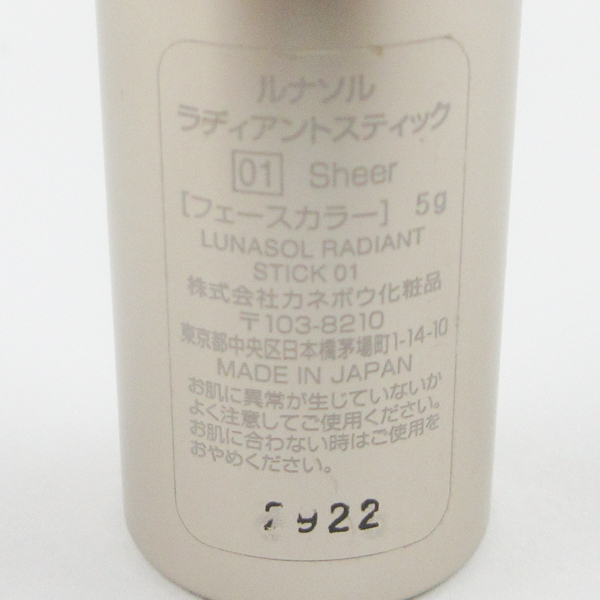 ルナソル
ラディアントスティック
01 Sheer
[フェースカラー] 5g
LUNASOL RADIANT
STICK 01
株式会社カネボウ化粧品
〒103-8210
東京都中央区日本橋茅場町1-14-10
MADE IN JAPAN
お肌に異常が生じていないか
よく注意してご使用ください。
お肌に合わない時はご使用を
おやめください。
2922